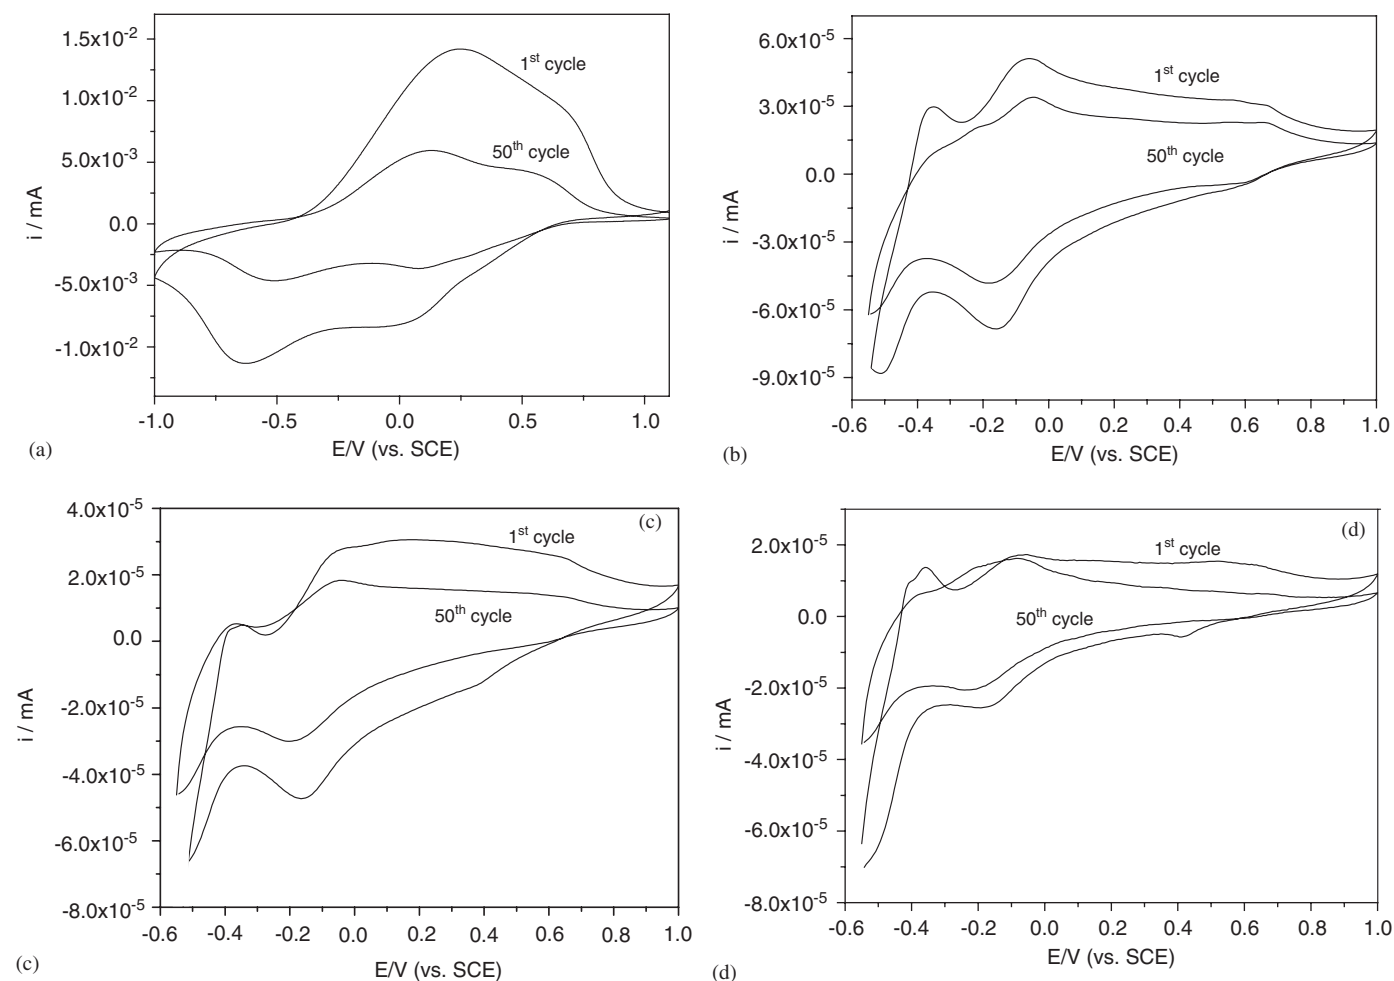 1.5x10-2
1.0x10-2
5.0x10-3
0.0
-5.0x10-3
-1.0x10-2
i / mA
1st cycle
50th cycle
-1.0 -0.5 0.0 0.5 1.0
E/V (vs. SCE)
(a)
6.0x10-5
3.0x10-5
0.0
-3.0x10-5
-6.0x10-5
-9.0x10-5
i / mA
1st cycle
50th cycle
-0.6 -0.4 -0.2 0.0 0.2 0.4 0.6 0.8 1.0
E/V (vs. SCE)
(b)
4.0x10-5
2.0x10-5
0.0
-2.0x10-5
-4.0x10-5
-6.0x10-5
-8.0x10-5
i / mA
(c)
1st cycle
50th cycle
-0.6 -0.4 -0.2 0.0 0.2 0.4 0.6 0.8 1.0
E/V (vs. SCE)
(c)
2.0x10-5
0.0
-2.0x10-5
-4.0x10-5
-6.0x10-5
-8.0x10-5
i / mA
(d)
1st cycle
50th cycle
-0.6 -0.4 -0.2 0.0 0.2 0.4 0.6 0.8 1.0
E/V (vs. SCE)
(d)